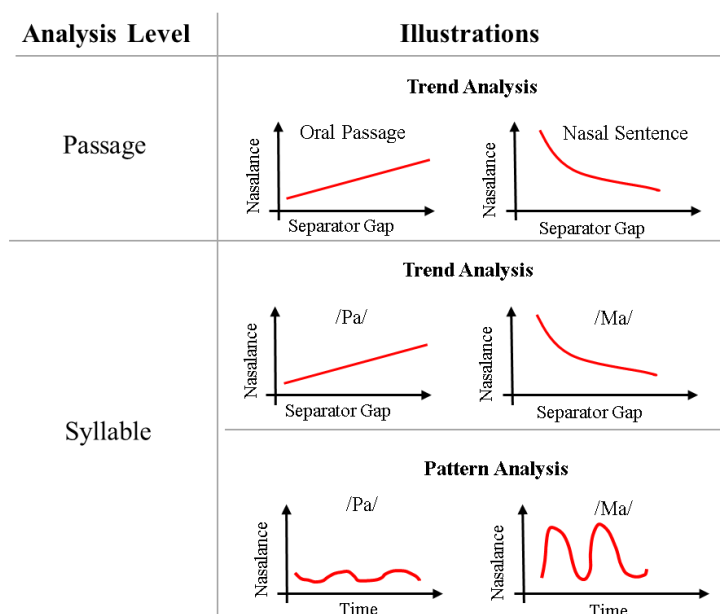 Analysis Level
Illustrations
Passage
Trend Analysis
Oral Passage
Nasalance
Separator Gap
Nasal Sentence
Nasalance
Separator Gap
Syllable
Trend Analysis
/Pa/
Nasalance
Separator Gap
/Ma/
Nasalance
Separator Gap
Pattern Analysis
/Pa/
Nasalance
Time
/Ma/
Nasalance
Time